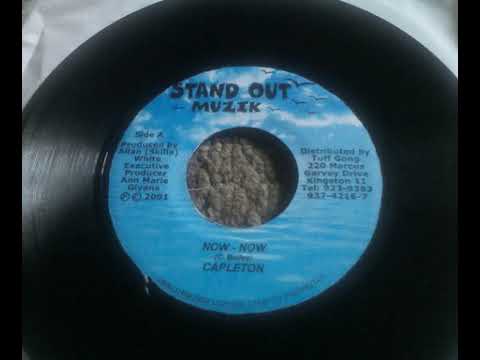 STAND OUT
MUZIK
Side A
Produced by
Allan (Skills)
White
Executive
Producer
Ann Marie
Givens
℗ © 2001
Distributed By
Tuff Gong
220 Marcus
Garvey Drive
Kingston 11
Tel: 923-9383
937-4216-7
NOW - NOW
(C. Bailey)
CAPLETON